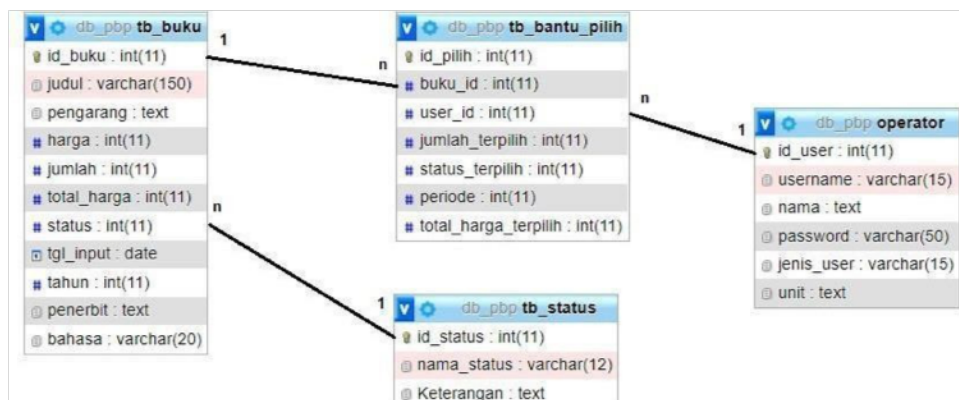 db_pbp tb_buku
id_buku : int(11)
judul : varchar(150)
pengarang : text
harga : int(11)
jumlah : int(11)
total_harga : int(11)
status : int(11)
tgl_input : date
tahun : int(11)
penerbit : text
bahasa : varchar(20)
1
n
db_pbp tb_bantu_pilih
id_pilih : int(11)
buku_id : int(11)
user_id : int(11)
jumlah_terpilih : int(11)
status_terpilih : int(11)
periode : int(11)
total_harga_terpilih : int(11)
n
1
db_pbp operator
id_user : int(11)
username : varchar(15)
nama : text
password : varchar(50)
jenis_user : varchar(15)
unit : text
n
1
db_pbp tb_status
id_status : int(11)
nama_status : varchar(12)
Keterangan : text